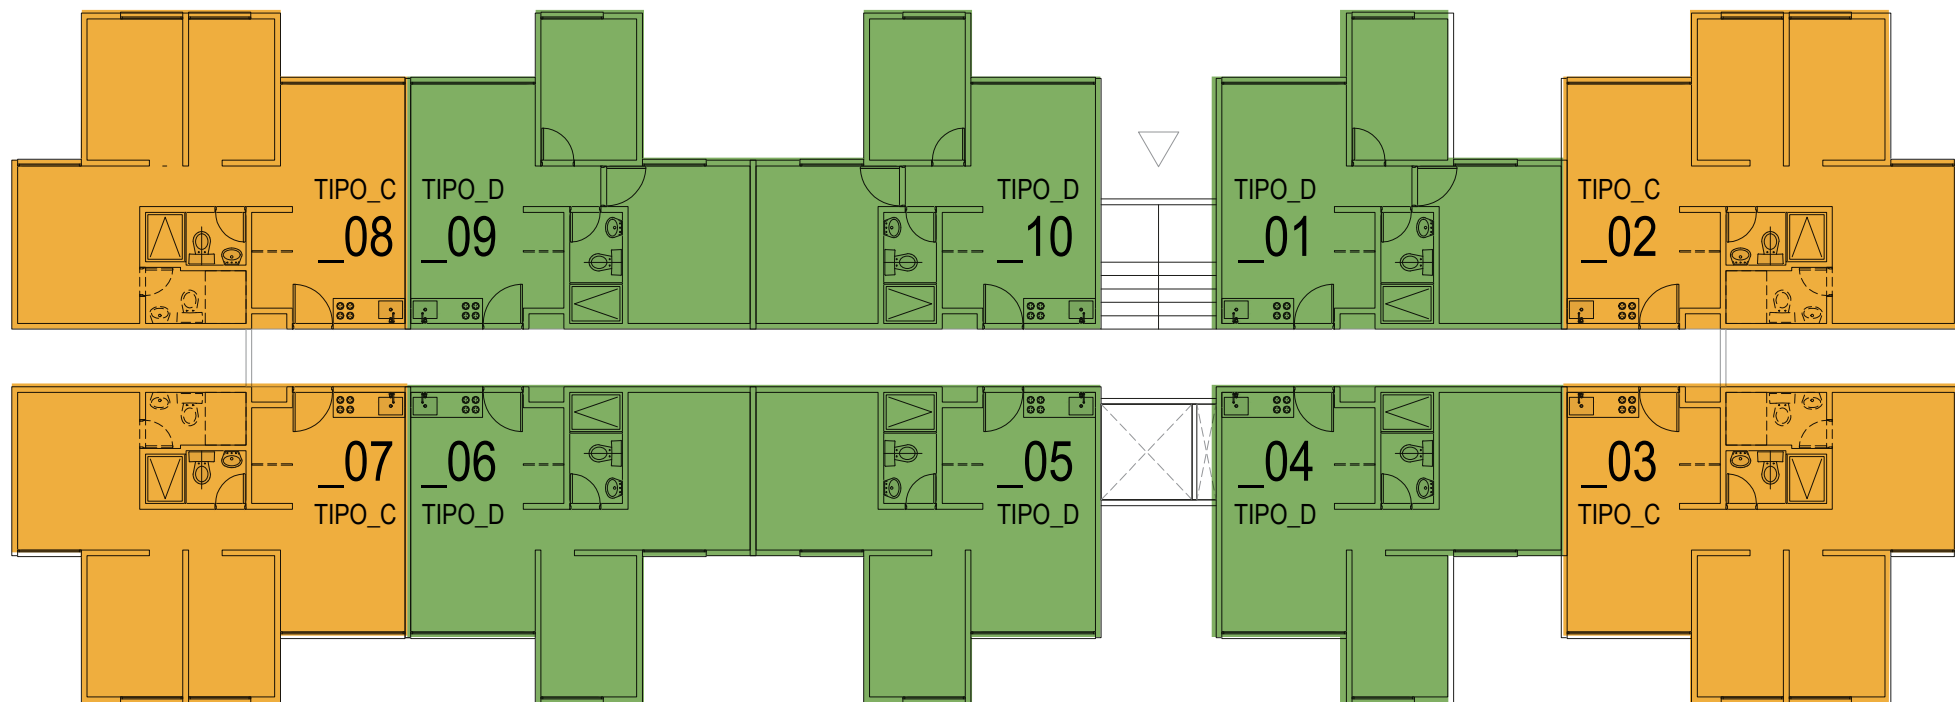 TIPO_C
_08
TIPO_D
_09
TIPO_D
_10
TIPO_D
_01
TIPO_C
_02
_07
TIPO_C
_06
TIPO_D
_05
TIPO_D
_04
TIPO_D
_03
TIPO_C